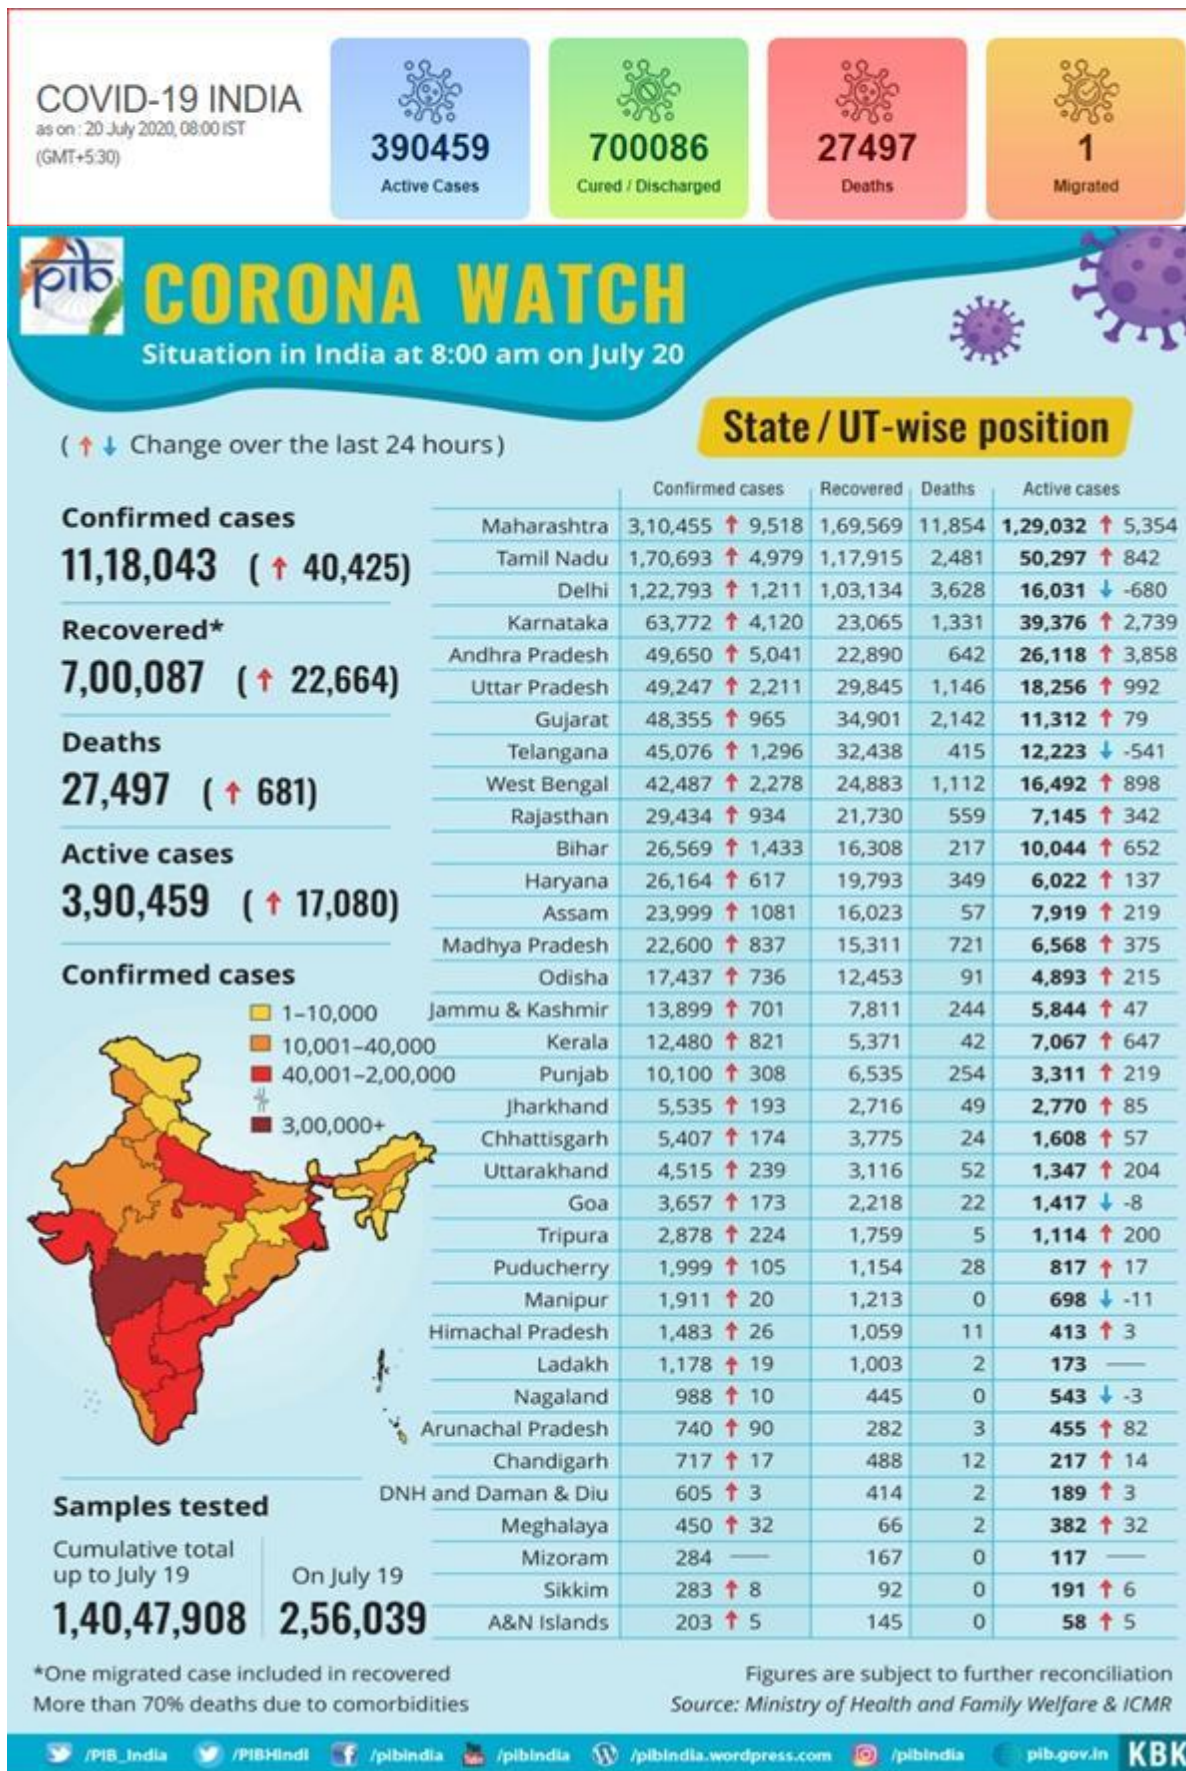 COVID-19 INDIA
as on : 20 July 2020, 08:00 IST
(GMT+5:30)
390459
Active Cases
700086
Cured / Discharged
27497
Deaths
1
Migrated
pib
CORONA WATCH
Situation in India at 8:00 am on July 20
( ↑ ↓ Change over the last 24 hours)
Confirmed cases
11,18,043 ( ↑ 40,425)
Recovered*
7,00,087 ( ↑ 22,664)
Deaths
27,497 ( ↑ 681)
Active cases
3,90,459 ( ↑ 17,080)
Confirmed cases
1–10,000
10,001–40,000
40,001–2,00,000
3,00,000+
Samples tested
Cumulative total
up to July 19
1,40,47,908
On July 19
2,56,039
State / UT-wise position
Confirmed cases Recovered Deaths Active cases
Maharashtra 3,10,455 ↑ 9,518 1,69,569 11,854 1,29,032 ↑ 5,354
Tamil Nadu 1,70,693 ↑ 4,979 1,17,915 2,481 50,297 ↑ 842
Delhi 1,22,793 ↑ 1,211 1,03,134 3,628 16,031 ↓ -680
Karnataka 63,772 ↑ 4,120 23,065 1,331 39,376 ↑ 2,739
Andhra Pradesh 49,650 ↑ 5,041 22,890 642 26,118 ↑ 3,858
Uttar Pradesh 49,247 ↑ 2,211 29,845 1,146 18,256 ↑ 992
Gujarat 48,355 ↑ 965 34,901 2,142 11,312 ↑ 79
Telangana 45,076 ↑ 1,296 32,438 415 12,223 ↓ -541
West Bengal 42,487 ↑ 2,278 24,883 1,112 16,492 ↑ 898
Rajasthan 29,434 ↑ 934 21,730 559 7,145 ↑ 342
Bihar 26,569 ↑ 1,433 16,308 217 10,044 ↑ 652
Haryana 26,164 ↑ 617 19,793 349 6,022 ↑ 137
Assam 23,999 ↑ 1081 16,023 57 7,919 ↑ 219
Madhya Pradesh 22,600 ↑ 837 15,311 721 6,568 ↑ 375
Odisha 17,437 ↑ 736 12,453 91 4,893 ↑ 215
Jammu & Kashmir 13,899 ↑ 701 7,811 244 5,844 ↑ 47
Kerala 12,480 ↑ 821 5,371 42 7,067 ↑ 647
Punjab 10,100 ↑ 308 6,535 254 3,311 ↑ 219
Jharkhand 5,535 ↑ 193 2,716 49 2,770 ↑ 85
Chhattisgarh 5,407 ↑ 174 3,775 24 1,608 ↑ 57
Uttarakhand 4,515 ↑ 239 3,116 52 1,347 ↑ 204
Goa 3,657 ↑ 173 2,218 22 1,417 ↓ -8
Tripura 2,878 ↑ 224 1,759 5 1,114 ↑ 200
Puducherry 1,999 ↑ 105 1,154 28 817 ↑ 17
Manipur 1,911 ↑ 20 1,213 0 698 ↓ -11
Himachal Pradesh 1,483 ↑ 26 1,059 11 413 ↑ 3
Ladakh 1,178 ↑ 19 1,003 2 173 —
Nagaland 988 ↑ 10 445 0 543 ↓ -3
Arunachal Pradesh 740 ↑ 90 282 3 455 ↑ 82
Chandigarh 717 ↑ 17 488 12 217 ↑ 14
DNH and Daman & Diu 605 ↑ 3 414 2 189 ↑ 3
Meghalaya 450 ↑ 32 66 2 382 ↑ 32
Mizoram 284 — 167 0 117 —
Sikkim 283 ↑ 8 92 0 191 ↑ 6
A&N Islands 203 ↑ 5 145 0 58 ↑ 5
*One migrated case included in recovered
More than 70% deaths due to comorbidities
Figures are subject to further reconciliation
Source: Ministry of Health and Family Welfare & ICMR
/PIB_India /PIBHindi /pibindia /pibindia /pibindia.wordpress.com /pibindia pib.gov.in KBK